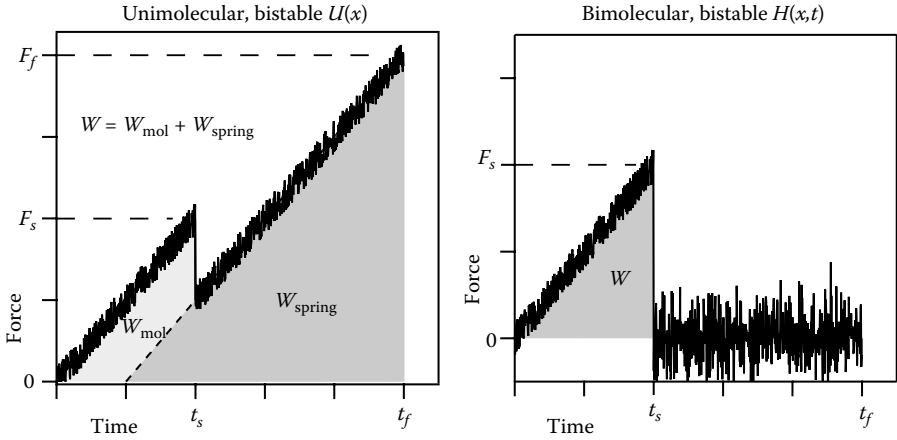 Unimolecular, bistable U(x)
F_f
W = W_mol + W_spring
F_s
W_mol
W_spring
Force
0
t_s
t_f
Time
Bimolecular, bistable H(x,t)
F_s
W
Force
0
t_s
t_f
Time